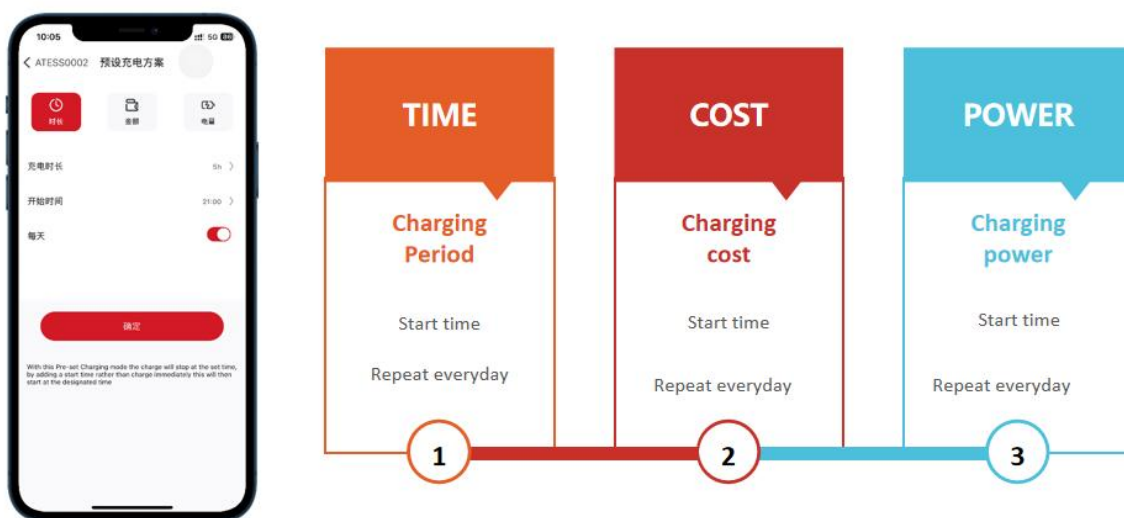 10:05
5G 80
ATESS0002 预设充电方案
时长 金额 电量
充电时长 5h
开始时间 21:00
每天
确定
With this Pre-set Charging mode the charge will stop at the set time,
by adding a start time rather than charge immediately this will then
start at the designated time
TIME
Charging
Period
Start time
Repeat everyday
1
COST
Charging
cost
Start time
Repeat everyday
2
POWER
Charging
power
Start time
Repeat everyday
3